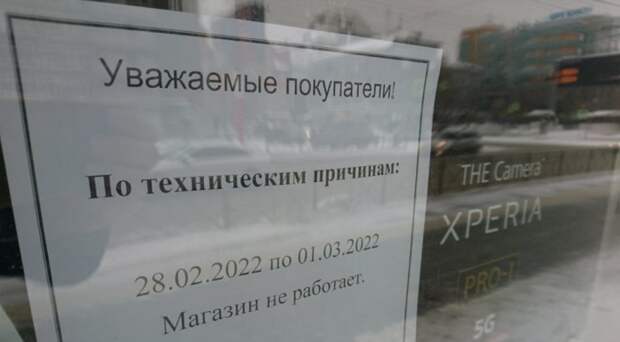 Уважаемые покупатели!
По техническим причинам:
28.02.2022 по 01.03.2022
Магазин не работает.
THE Camera
XPERIA
PRO-I
5G